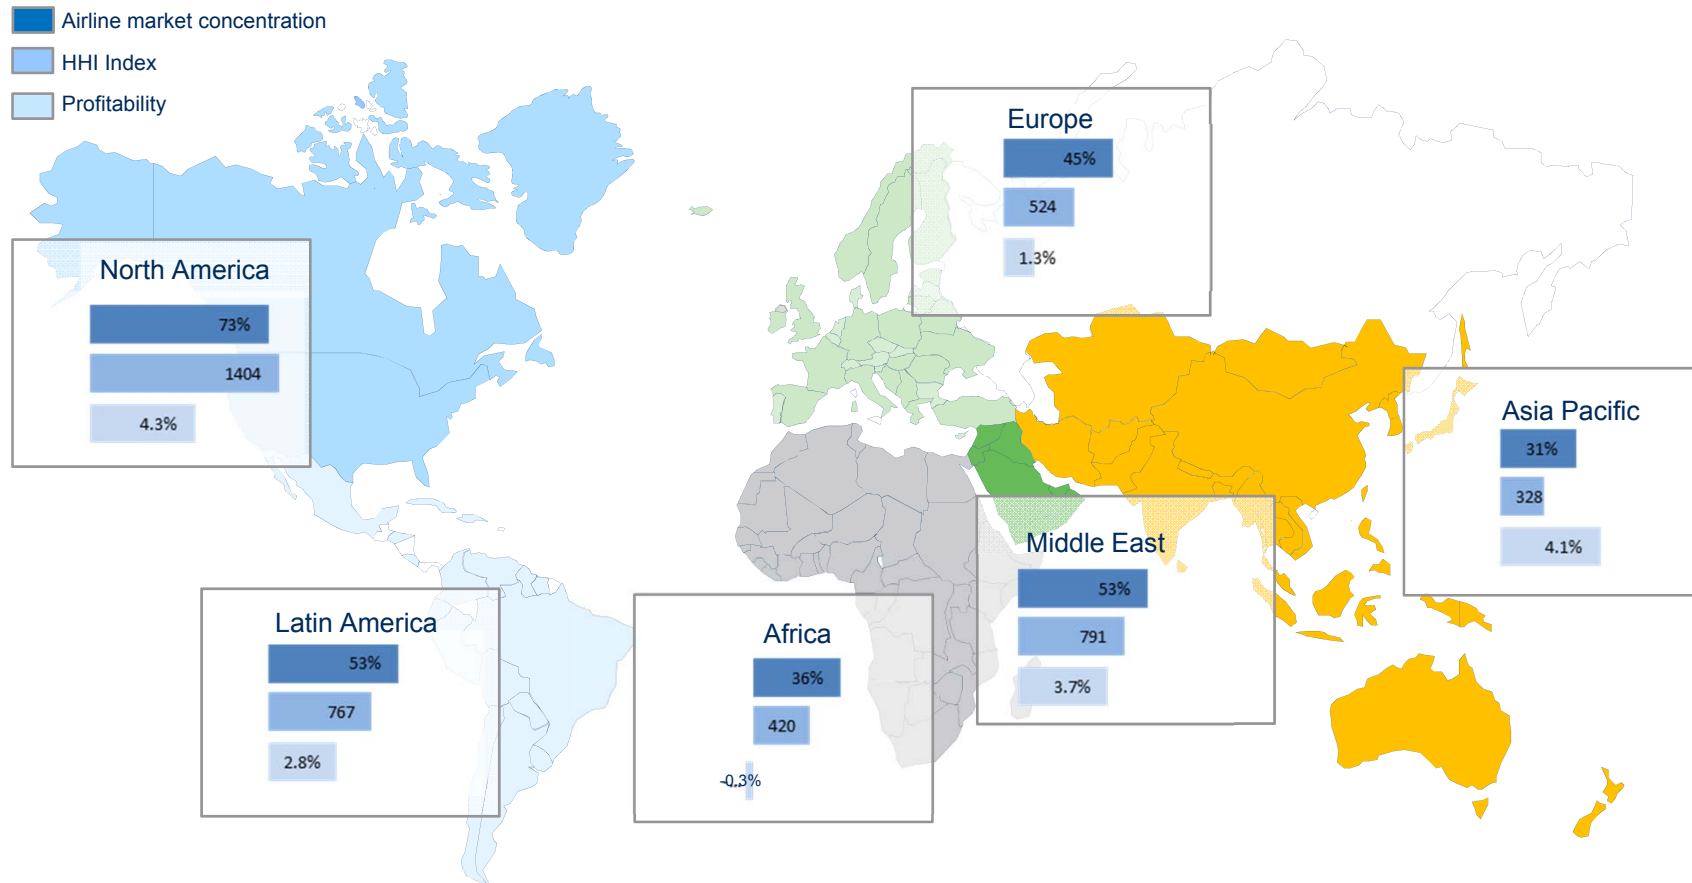 Airline market concentration
HHI Index
Profitability
Europe
45%
524
1.3%
North America
73%
1404
4.3%
Asia Pacific
31%
328
4.1%
Middle East
53%
791
3.7%
Latin America
53%
767
2.8%
Africa
36%
420
-0.3%